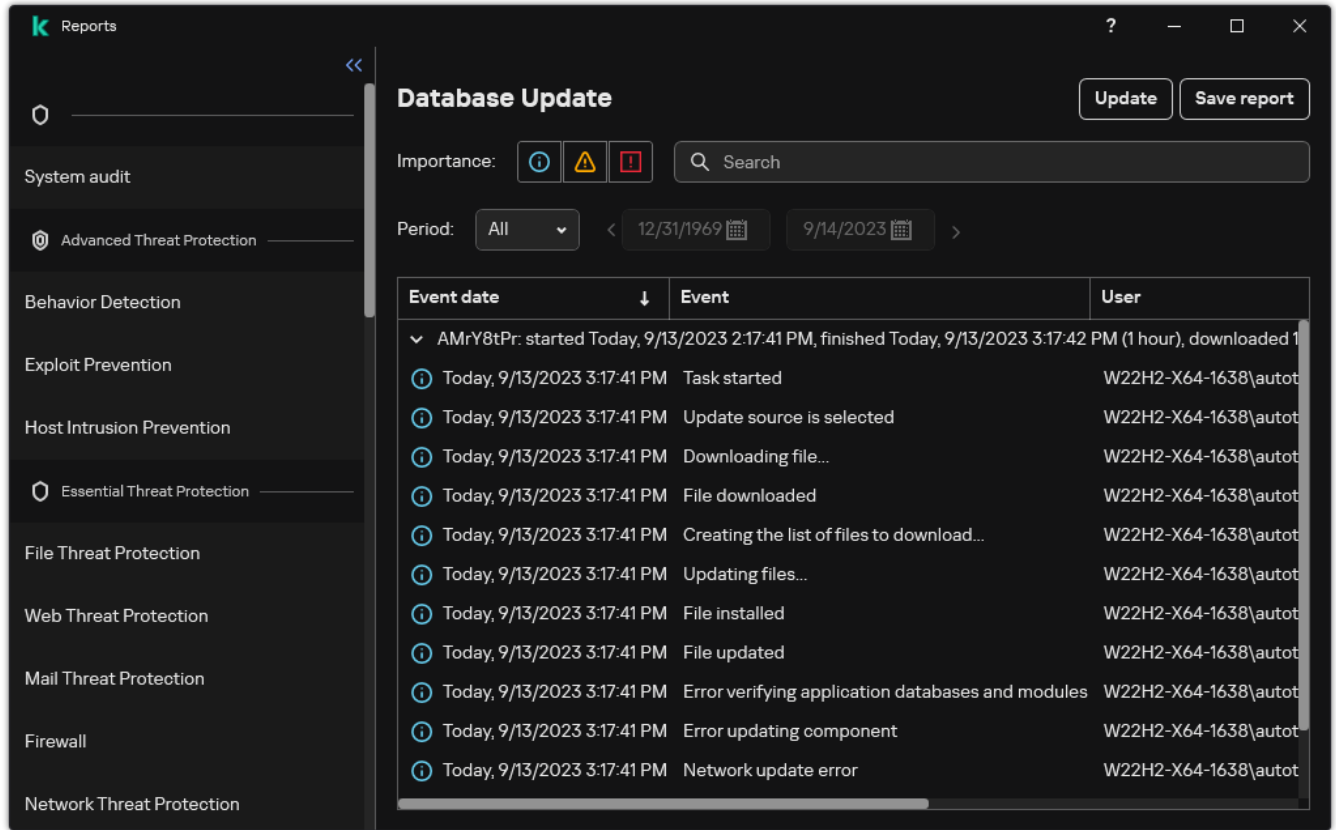 Reports
?
System audit
Advanced Threat Protection
Behavior Detection
Exploit Prevention
Host Intrusion Prevention
Essential Threat Protection
File Threat Protection
Web Threat Protection
Mail Threat Protection
Firewall
Network Threat Protection
Database Update
Update
Save report
Importance:
Search
Period:
All
12/31/1969
9/14/2023
Event date Event User
AMrY8tPr: started Today, 9/13/2023 2:17:41 PM, finished Today, 9/13/2023 3:17:42 PM (1 hour), downloaded 1
Today, 9/13/2023 3:17:41 PM Task started W22H2-X64-1638\autot
Today, 9/13/2023 3:17:41 PM Update source is selected W22H2-X64-1638\autot
Today, 9/13/2023 3:17:41 PM Downloading file... W22H2-X64-1638\autot
Today, 9/13/2023 3:17:41 PM File downloaded W22H2-X64-1638\autot
Today, 9/13/2023 3:17:41 PM Creating the list of files to download... W22H2-X64-1638\autot
Today, 9/13/2023 3:17:41 PM Updating files... W22H2-X64-1638\autot
Today, 9/13/2023 3:17:41 PM File installed W22H2-X64-1638\autot
Today, 9/13/2023 3:17:41 PM File updated W22H2-X64-1638\autot
Today, 9/13/2023 3:17:41 PM Error verifying application databases and modules W22H2-X64-1638\autot
Today, 9/13/2023 3:17:41 PM Error updating component W22H2-X64-1638\autot
Today, 9/13/2023 3:17:41 PM Network update error W22H2-X64-1638\autot